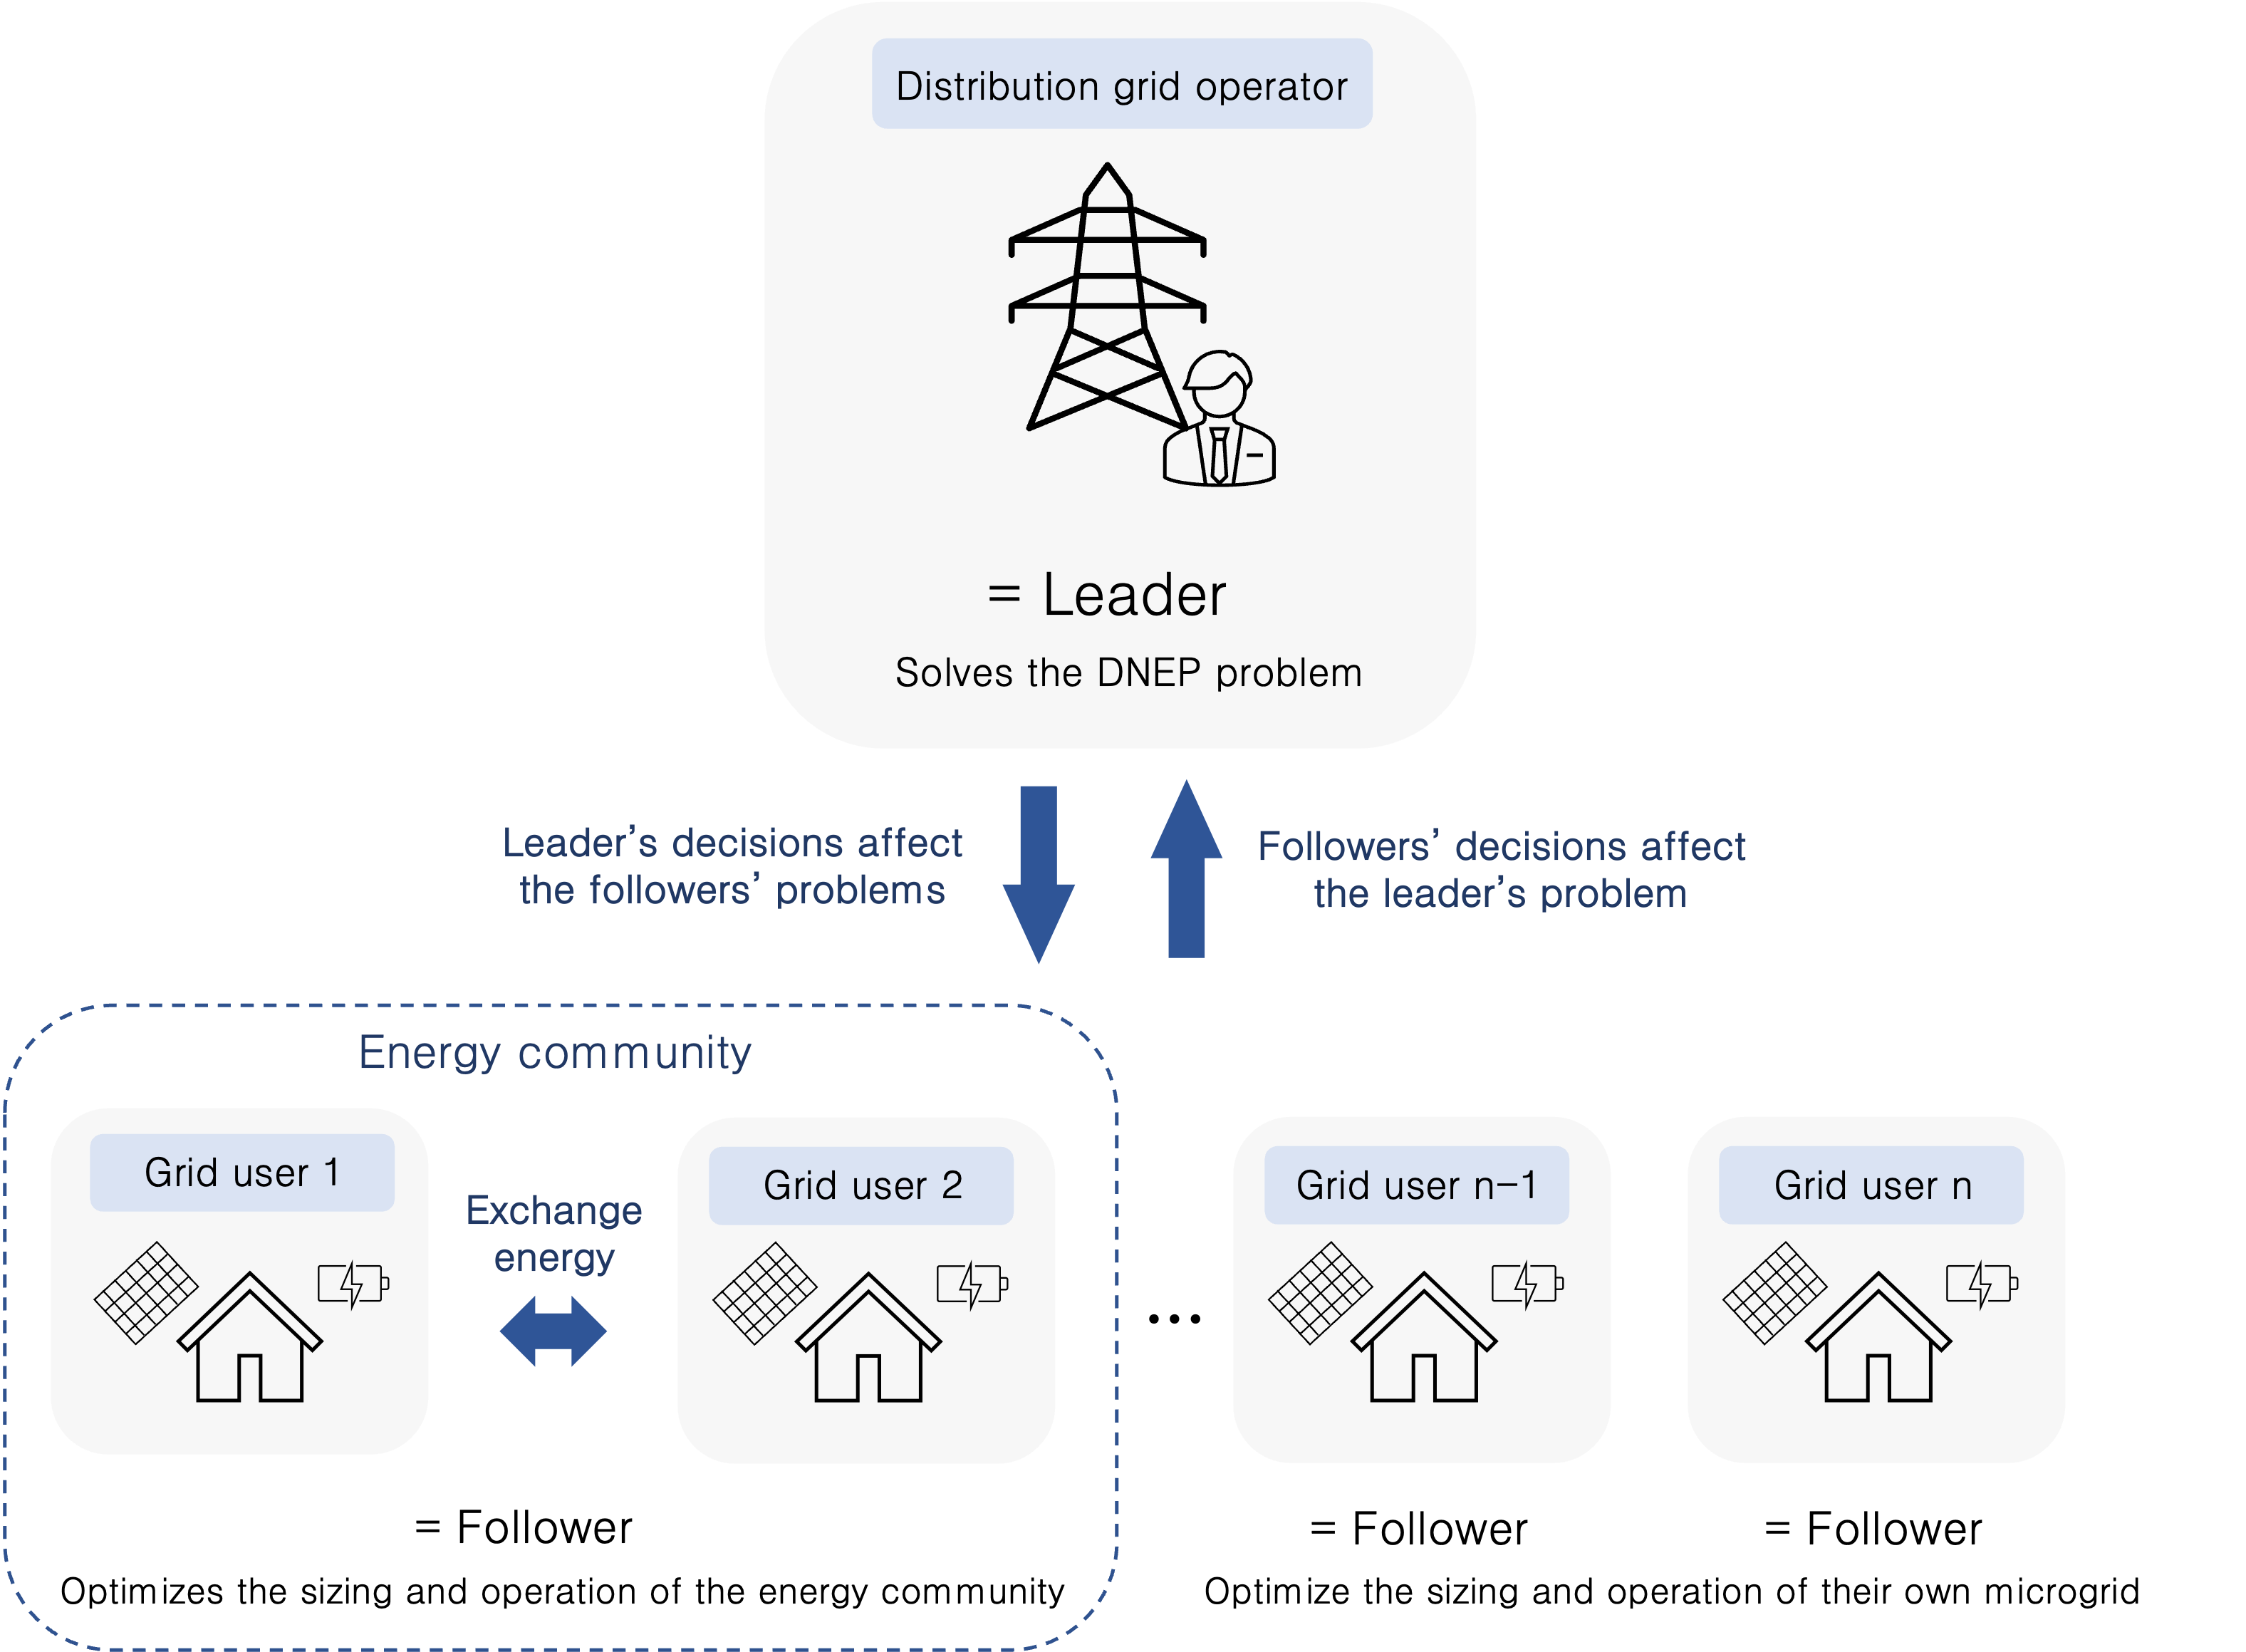 Distribution grid operator
= Leader
Solves the DNEP problem
Leader’s decisions affect
the followers’ problems
Followers’ decisions affect
the leader’s problem
Energy community
Grid user 1
Exchange
energy
Grid user 2
...
Grid user n−1
Grid user n
= Follower
Optimizes the sizing and operation of the energy community
= Follower
= Follower
Optimize the sizing and operation of their own microgrid